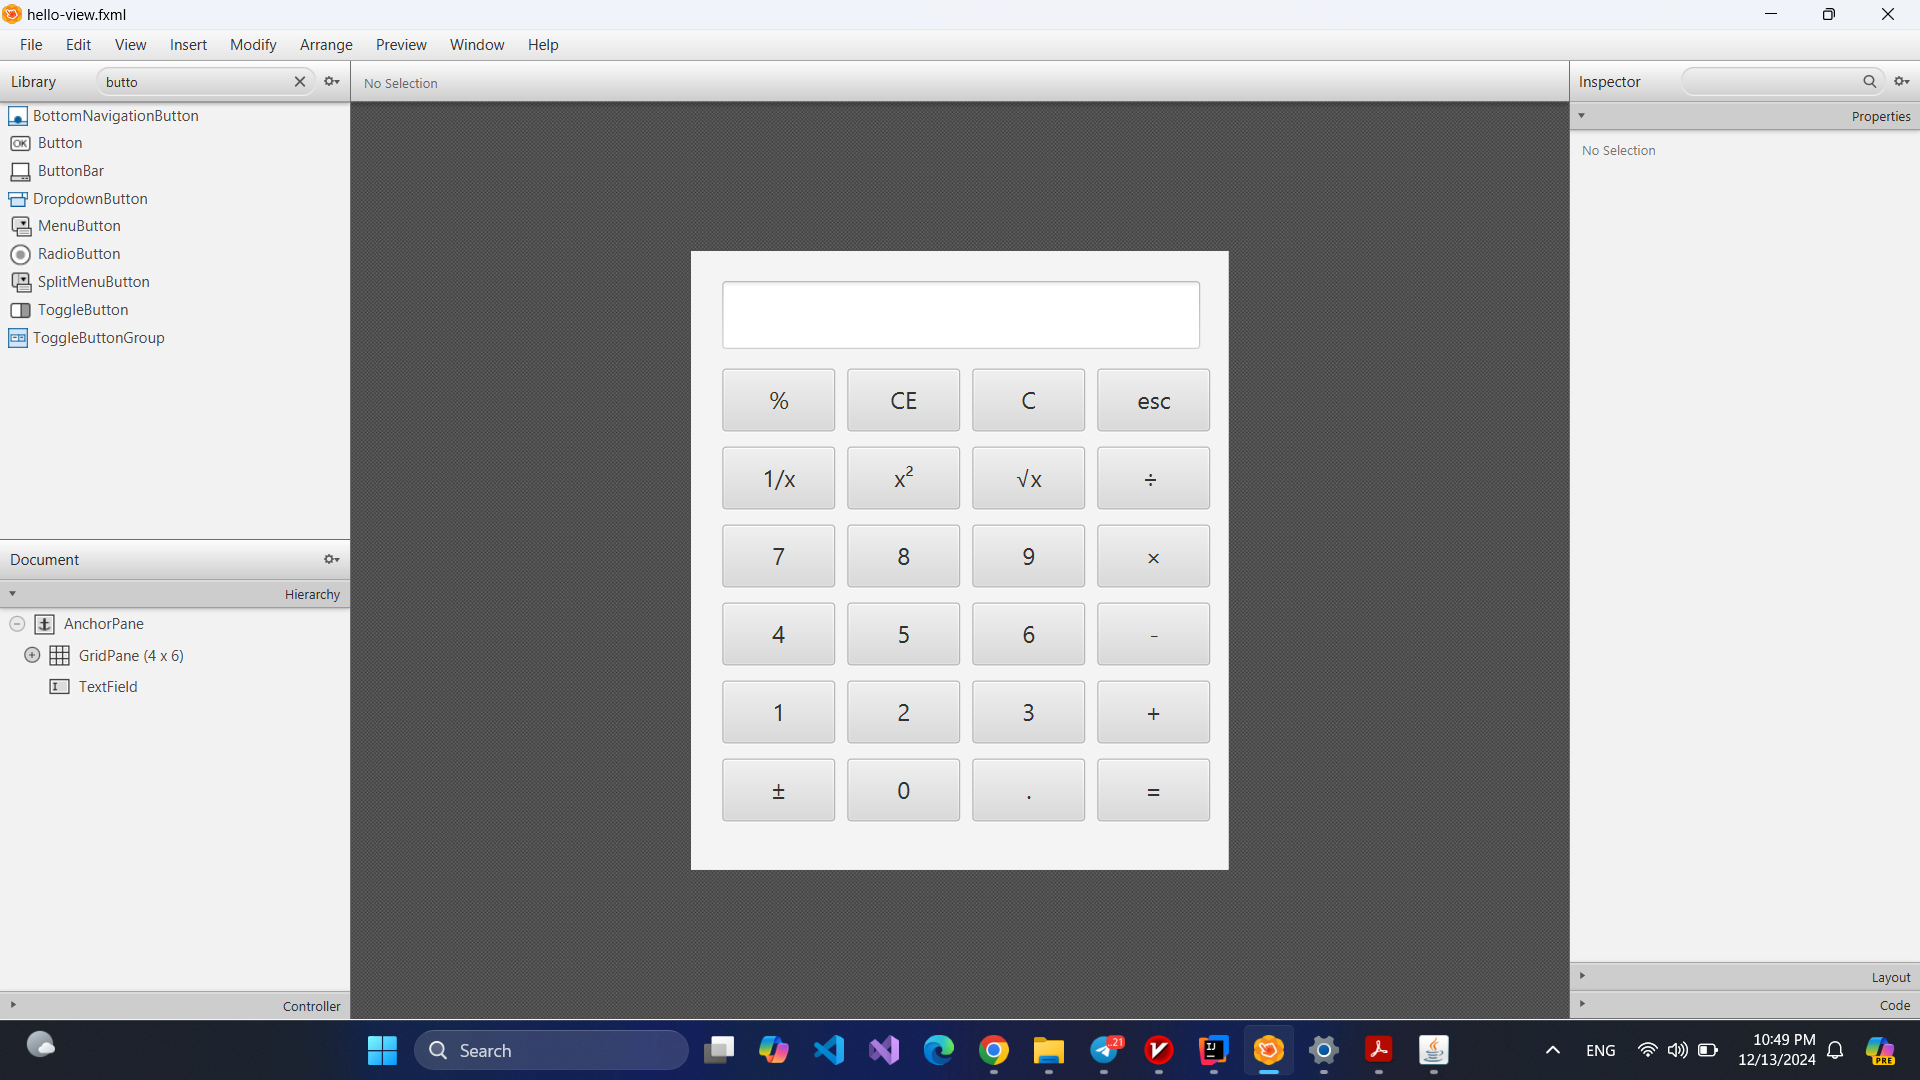 hello-view.fxml
File Edit View Insert Modify Arrange Preview Window Help
Library butto
No Selection
Inspector
BottomNavigationButton
OK Button
ButtonBar
DropdownButton
MenuButton
RadioButton
SplitMenuButton
ToggleButton
ToggleButtonGroup
Properties
No Selection
% CE C esc
1/x x² √x ÷
7 8 9 ×
4 5 6 -
1 2 3 +
± 0 . =
Document
Hierarchy
AnchorPane
GridPane (4 x 6)
TextField
Controller
Layout
Code
Search
..21
IJ
ENG
10:49 PM
12/13/2024
PRE